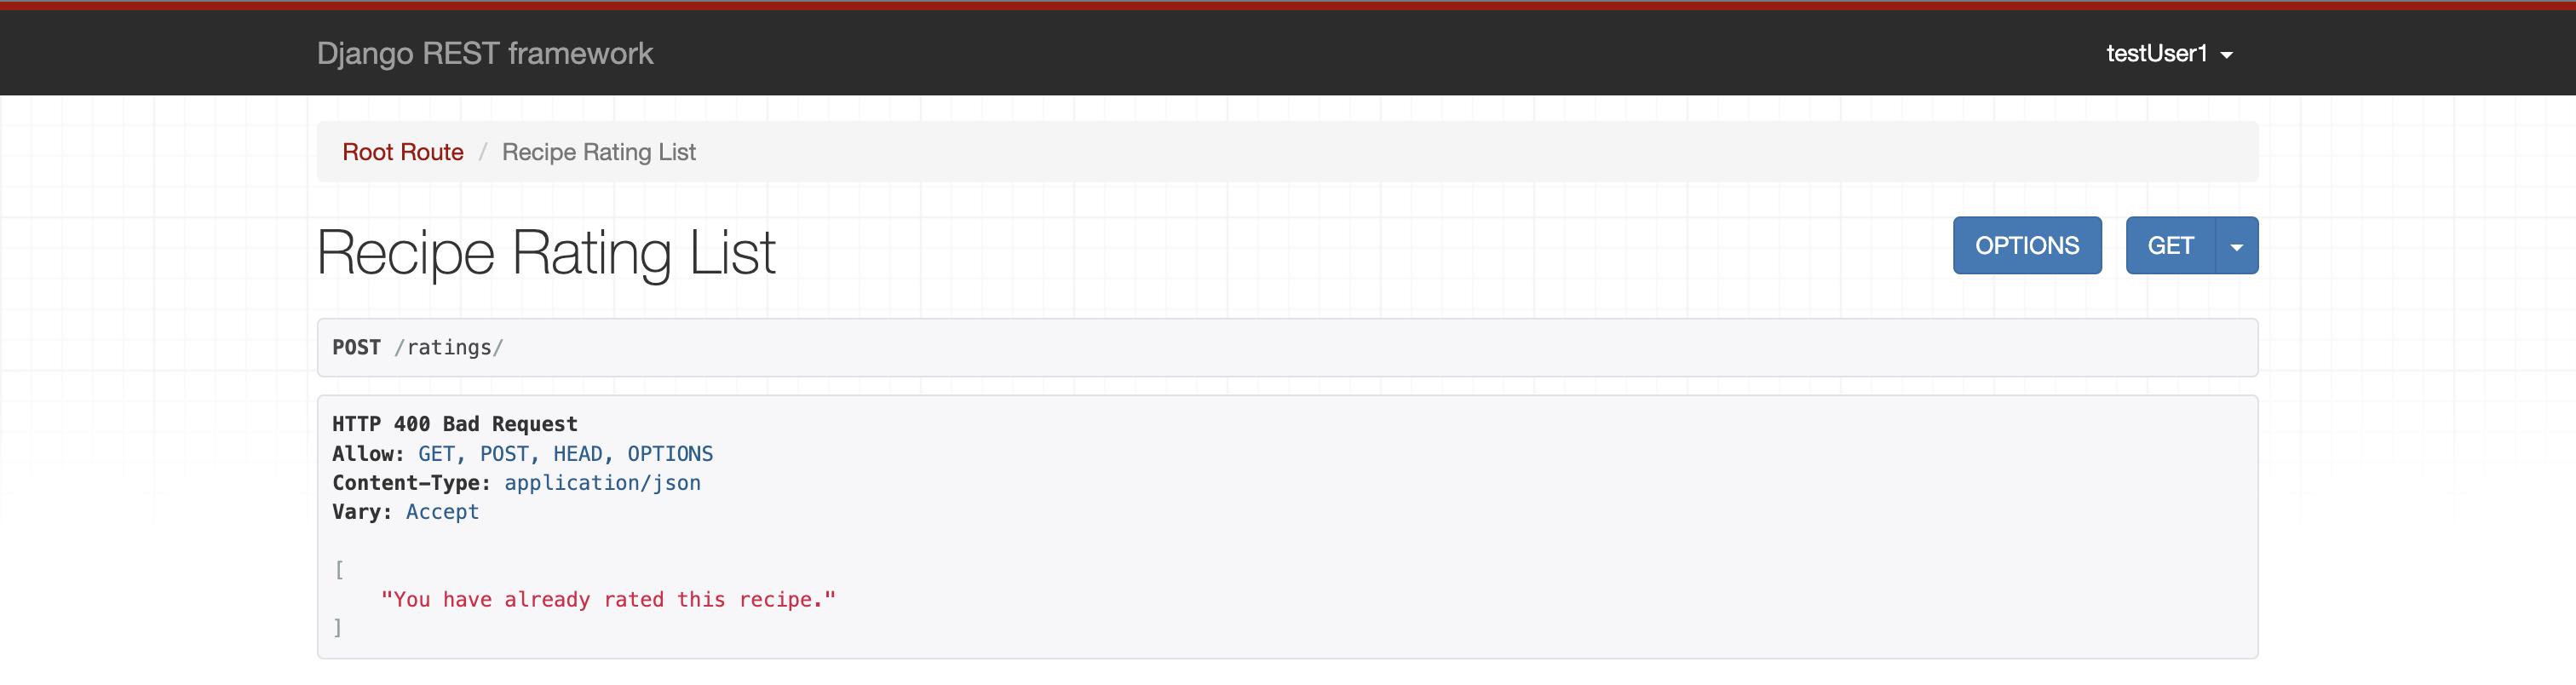 Django REST framework
testUser1
Root Route / Recipe Rating List
Recipe Rating List
OPTIONS
GET
POST /ratings/
HTTP 400 Bad Request
Allow: GET, POST, HEAD, OPTIONS
Content-Type: application/json
Vary: Accept
[
"You have already rated this recipe."
]